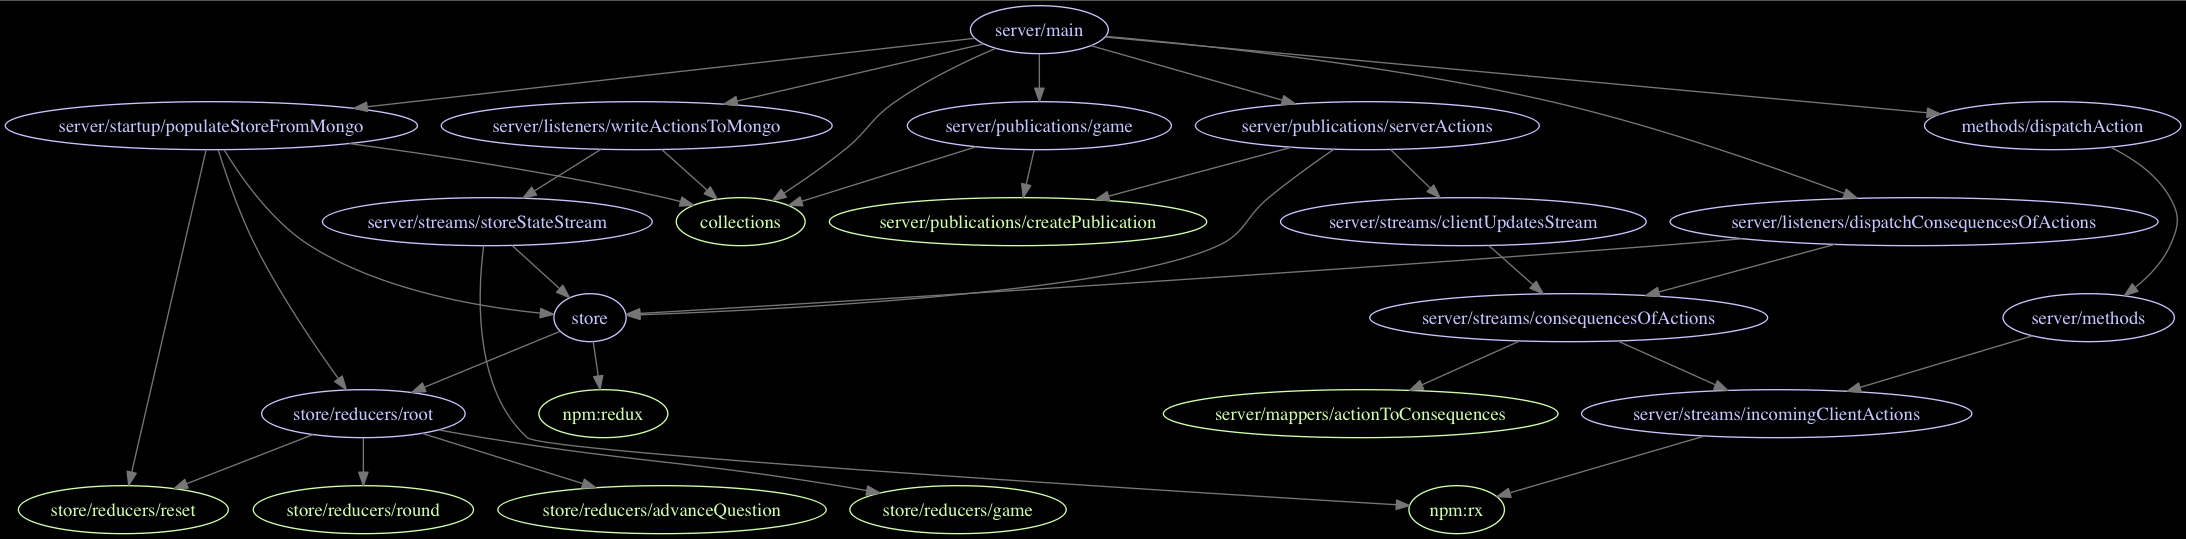 server/main
server/startup/populateStoreFromMongo
server/listeners/writeActionsToMongo
server/publications/game
server/publications/serverActions
methods/dispatchAction
server/streams/storeStateStream
collections
server/publications/createPublication
server/streams/clientUpdatesStream
server/listeners/dispatchConsequencesOfActions
store
server/streams/consequencesOfActions
server/methods
store/reducers/root
npm:redux
server/mappers/actionToConsequences
server/streams/incomingClientActions
store/reducers/reset
store/reducers/round
store/reducers/advanceQuestion
store/reducers/game
npm:rx